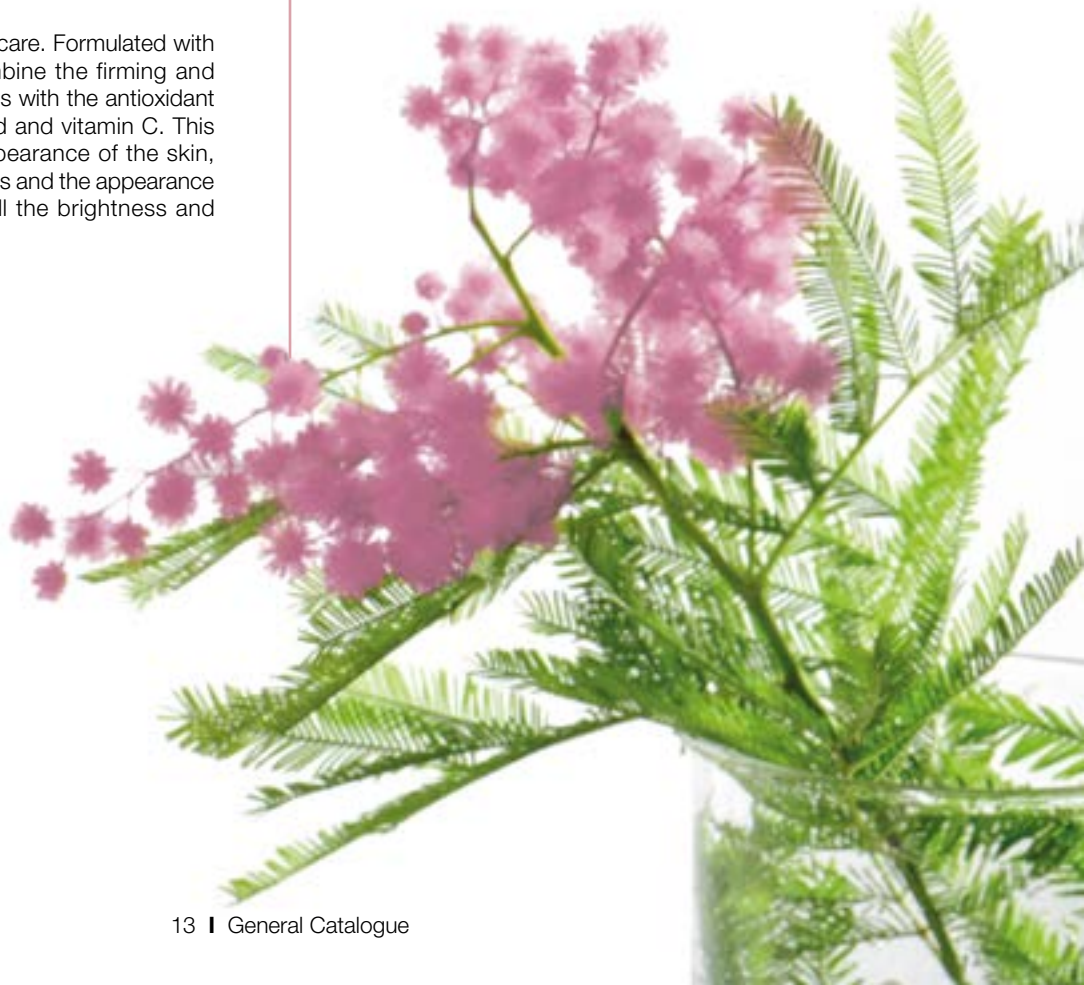 care. Formulated with
bine the firming and
s with the antioxidant
d and vitamin C. This
pearance of the skin,
s and the appearance
ll the brightness and
13 I General Catalogue